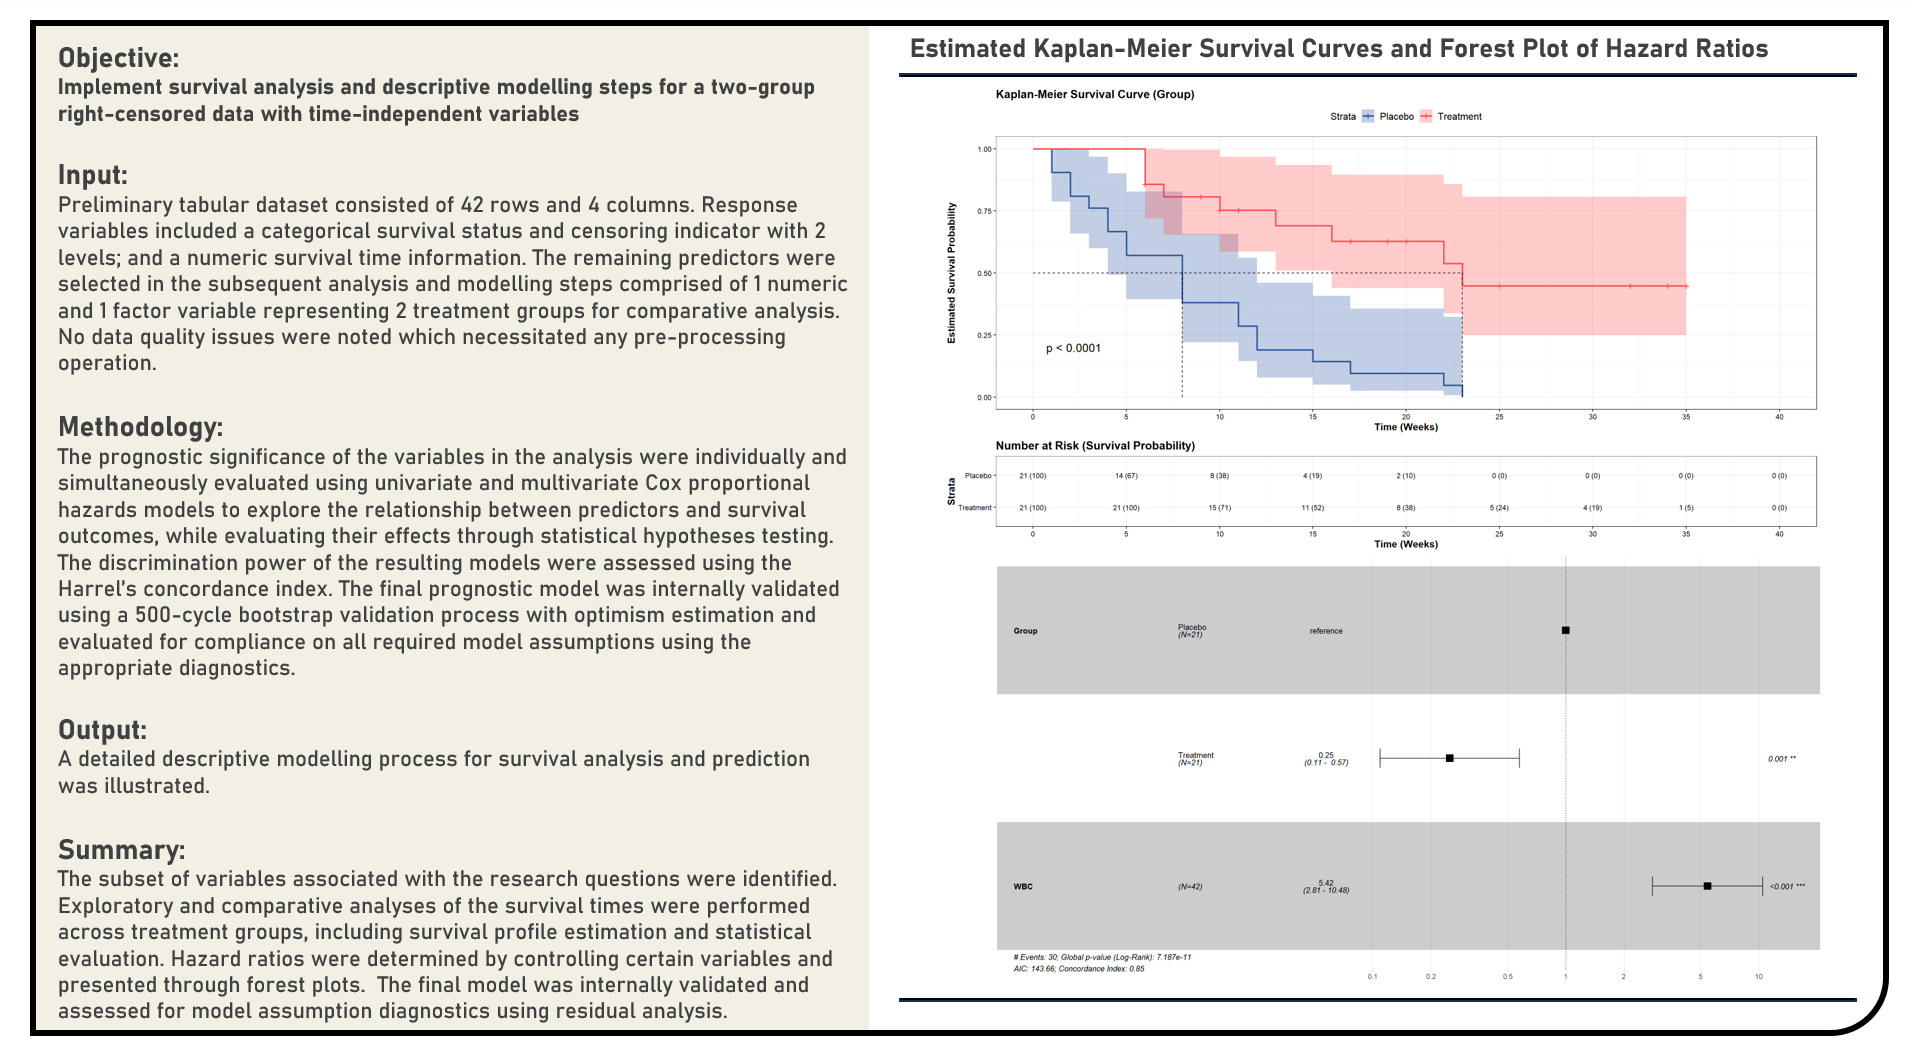 Objective:
Implement survival analysis and descriptive modelling steps for a two-group
right-censored data with time-independent variables
Input:
Preliminary tabular dataset consisted of 42 rows and 4 columns. Response
variables included a categorical survival status and censoring indicator with 2
levels; and a numeric survival time information. The remaining predictors were
selected in the subsequent analysis and modelling steps comprised of 1 numeric
and 1 factor variable representing 2 treatment groups for comparative analysis.
No data quality issues were noted which necessitated any pre-processing
operation.
Methodology:
The prognostic significance of the variables in the analysis were individually and
simultaneously evaluated using univariate and multivariate Cox proportional
hazards models to explore the relationship between predictors and survival
outcomes, while evaluating their effects through statistical hypotheses testing.
The discrimination power of the resulting models were assessed using the
Harrel's concordance index. The final prognostic model was internally validated
using a 500-cycle bootstrap validation process with optimism estimation and
evaluated for compliance on all required model assumptions using the
appropriate diagnostics.
Output:
A detailed descriptive modelling process for survival analysis and prediction
was illustrated.
Summary:
The subset of variables associated with the research questions were identified.
Exploratory and comparative analyses of the survival times were performed
across treatment groups, including survival profile estimation and statistical
evaluation. Hazard ratios were determined by controlling certain variables and
presented through forest plots. The final model was internally validated and
assessed for model assumption diagnostics using residual analysis.
Estimated Kaplan-Meier Survival Curves and Forest Plot of Hazard Ratios
Kaplan-Meier Survival Curve (Group)
Strata Placebo Treatment
Estimated Survival Probability
1.00
0.75
0.50
0.25
0.00
p < 0.0001
0 5 10 15 20 25 30 35 40
Time (Weeks)
Number at Risk (Survival Probability)
Strata
Placebo 21 (100) 14 (67) 8 (38) 4 (19) 2 (10) 0 (0) 0 (0) 0 (0) 0 (0)
Treatment 21 (100) 21 (100) 15 (71) 11 (52) 8 (38) 5 (24) 4 (19) 1 (5) 0 (0)
0 5 10 15 20 25 30 35 40
Time (Weeks)
Group Placebo reference
(N=21)
Treatment 0.25
(N=21) (0.11 - 0.57) 0.001 **
WBC (N=42) 5.42
(2.81 - 10.48) <0.001 ***
# Events: 30; Global p-value (Log-Rank): 7.187e-11
AIC: 143.66; Concordance Index: 0.85
0.1 0.2 0.5 1 2 5 10